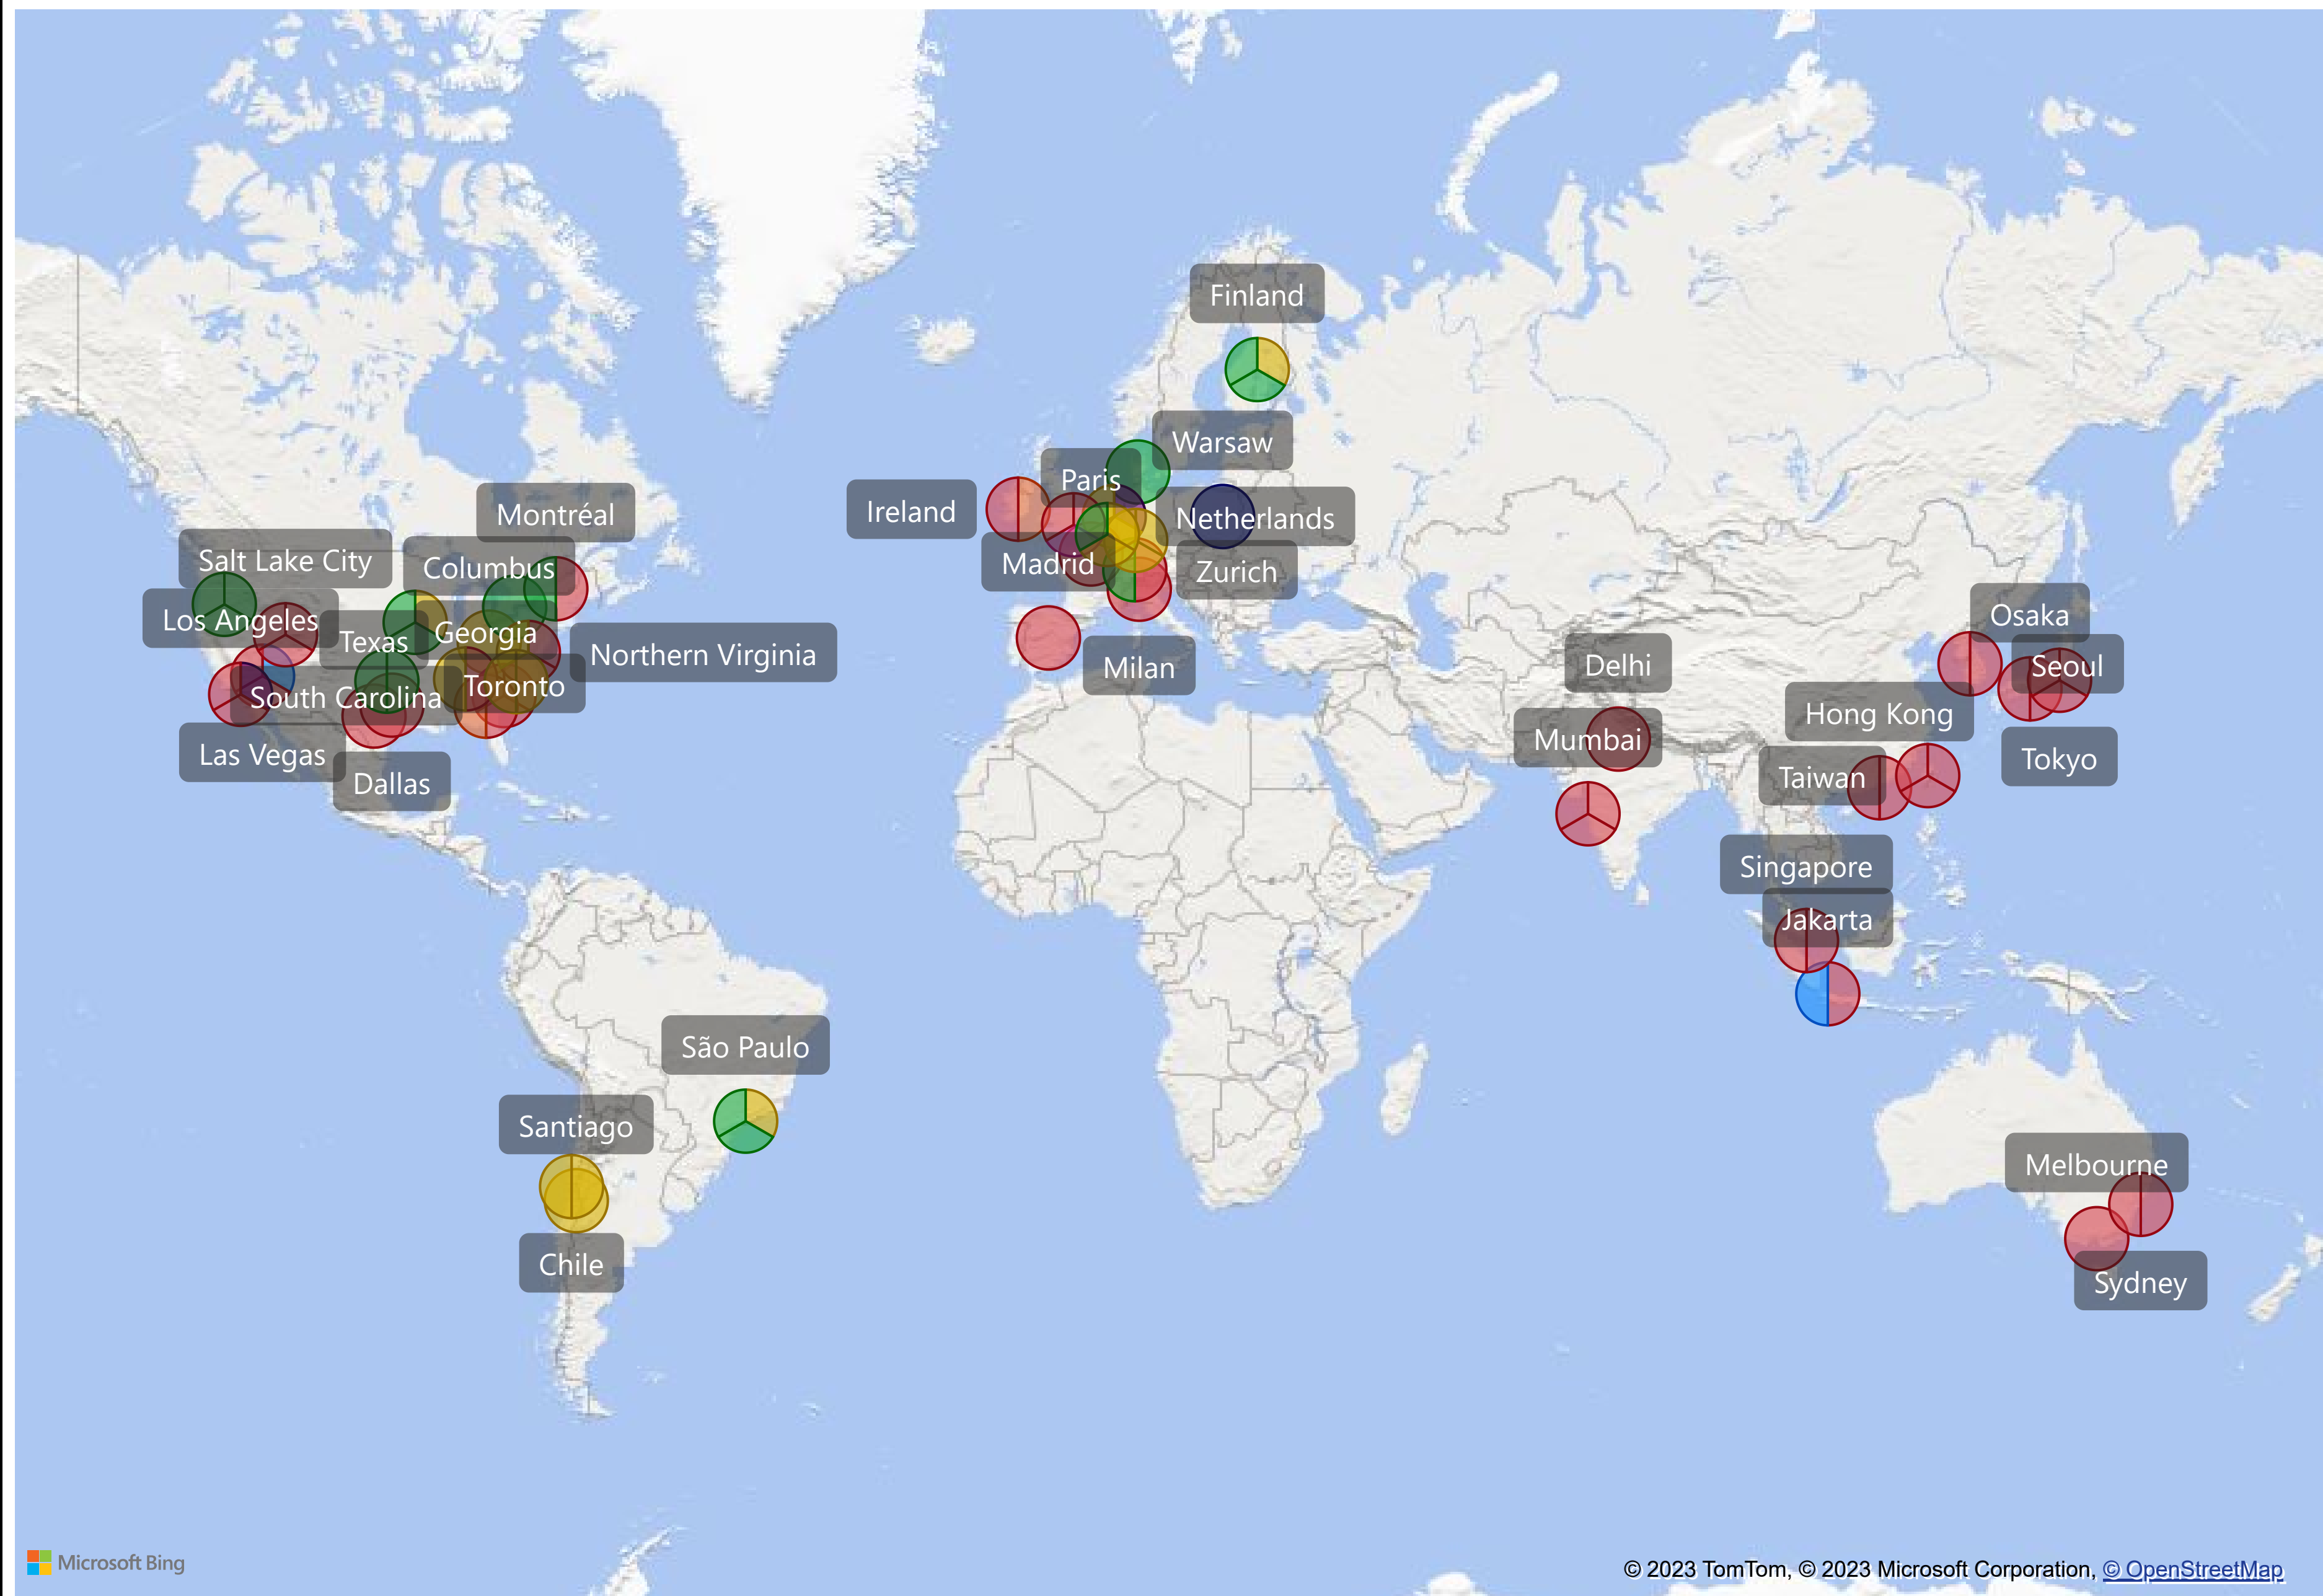 Finland
Warsaw
Paris
Ireland
Netherlands
Montréal
Salt Lake City
Columbus
Madrid
Zurich
Los Angeles
Texas
Georgia
Northern Virginia
Osaka
Milan
Delhi
Seoul
South Carolina
Toronto
Hong Kong
Mumbai
Las Vegas
Tokyo
Dallas
Taiwan
Singapore
Jakarta
São Paulo
Santiago
Melbourne
Chile
Sydney
Microsoft Bing
© 2023 TomTom, © 2023 Microsoft Corporation, © OpenStreetMap